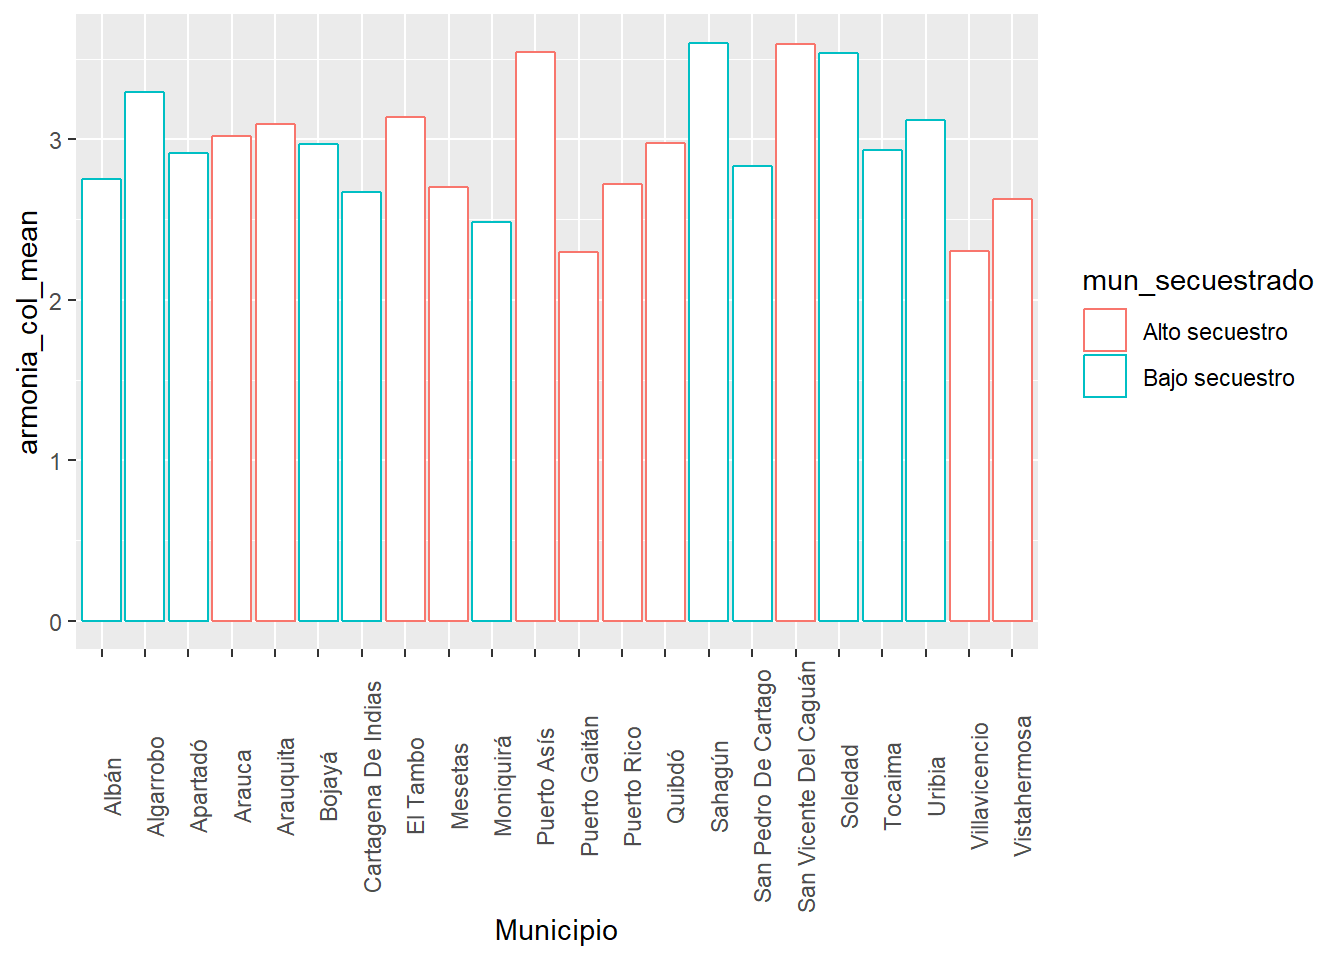 armonia_col_mean
3
2
1
0
Albán
Algarrobo
Apartadó
Arauca
Arauquita
Bojayá
Cartagena De Indias
El Tambo
Mesetas
Moniquirá
Puerto Asís
Puerto Gaitán
Puerto Rico
Quibdó
Sahagún
San Pedro De Cartago
San Vicente Del Caguán
Soledad
Tocaima
Uribia
Villavicencio
Vistahermosa
Municipio
mun_secuestrado
Alto secuestro
Bajo secuestro